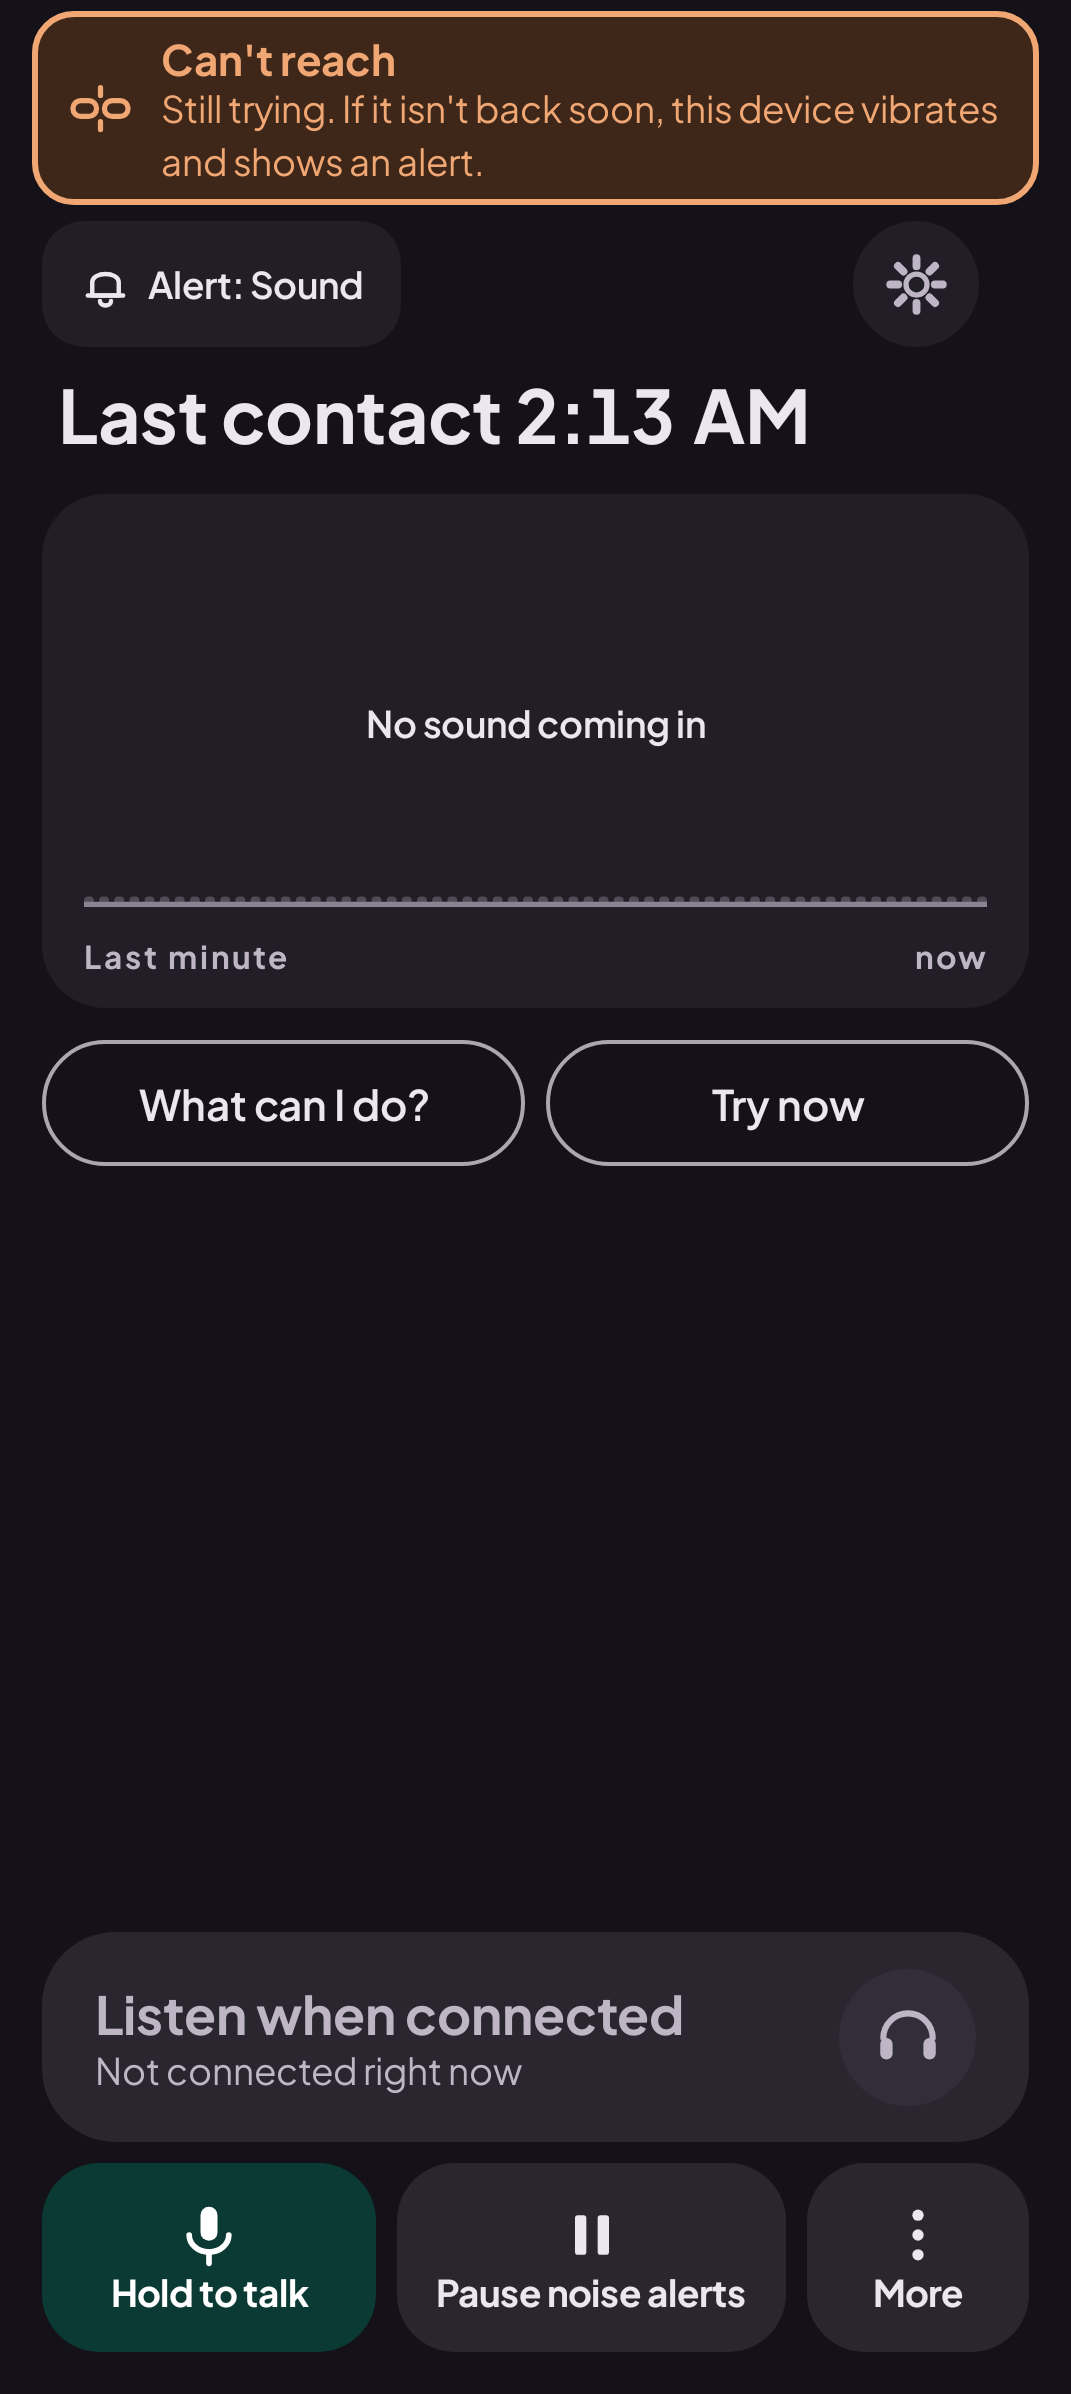 Can't reach
Still trying. If it isn't back soon, this device vibrates
and shows an alert.
Alert: Sound
Last contact 2:13 AM
No sound coming in
Last minute
now
What can I do?
Try now
Listen when connected
Not connected right now
Hold to talk
Pause noise alerts
More